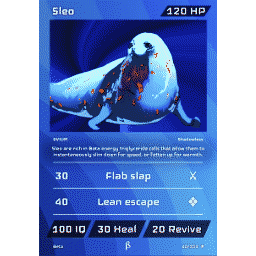 Sleo 120 HP
Sleo are rich in Beta energy triglyceride cells that allow them to
instantaneously slim down for speed, or fatten up for warmth.
30 Flab slap X
40 Lean escape ❖
100 IQ 30 Heal 20 Revive
Beta β